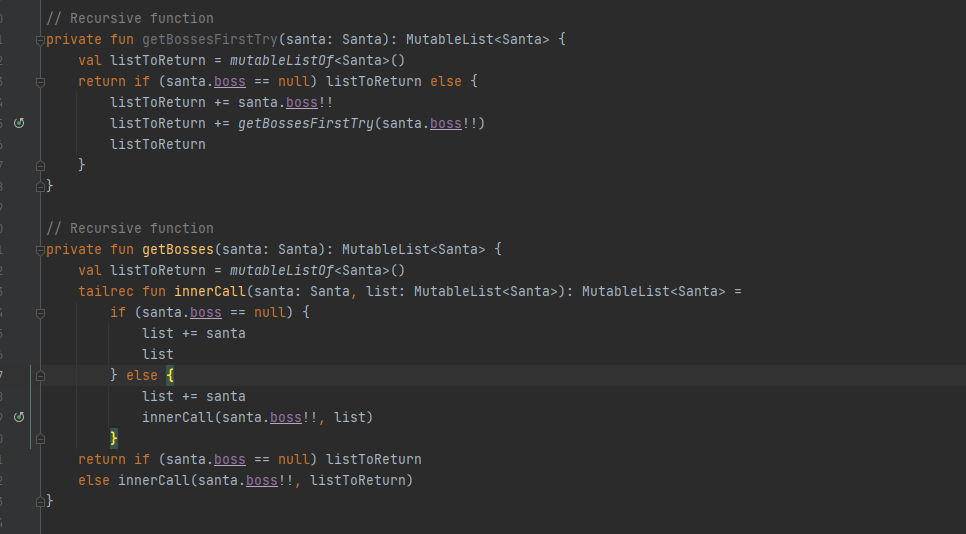 // Recursive function
private fun getBossesFirstTry(santa: Santa): MutableList<Santa> {
    val listToReturn = mutableListOf<Santa>()
    return if (santa.boss == null) listToReturn else {
        listToReturn += santa.boss!!
        listToReturn += getBossesFirstTry(santa.boss!!)
        listToReturn
    }
}

// Recursive function
private fun getBosses(santa: Santa): MutableList<Santa> {
    val listToReturn = mutableListOf<Santa>()
    tailrec fun innerCall(santa: Santa, list: MutableList<Santa>): MutableList<Santa> =
        if (santa.boss == null) {
            list += santa
            list
        } else {
            list += santa
            innerCall(santa.boss!!, list)
        }
    return if (santa.boss == null) listToReturn
    else innerCall(santa.boss!!, listToReturn)
}